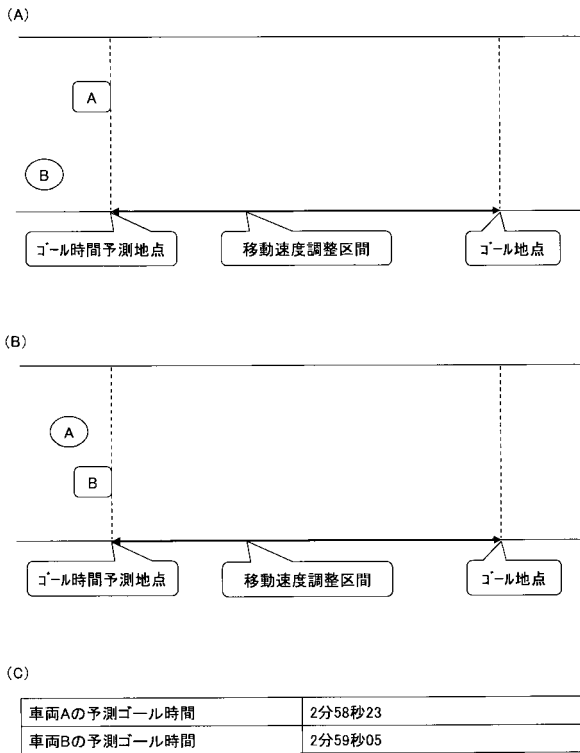 (A)
A
B
ゴール時間予測地点
移動速度調整区間
ゴール地点
(B)
A
B
ゴール時間予測地点
移動速度調整区間
ゴール地点
(C)
車両Aの予測ゴール時間 2分58秒23
車両Bの予測ゴール時間 2分59秒05